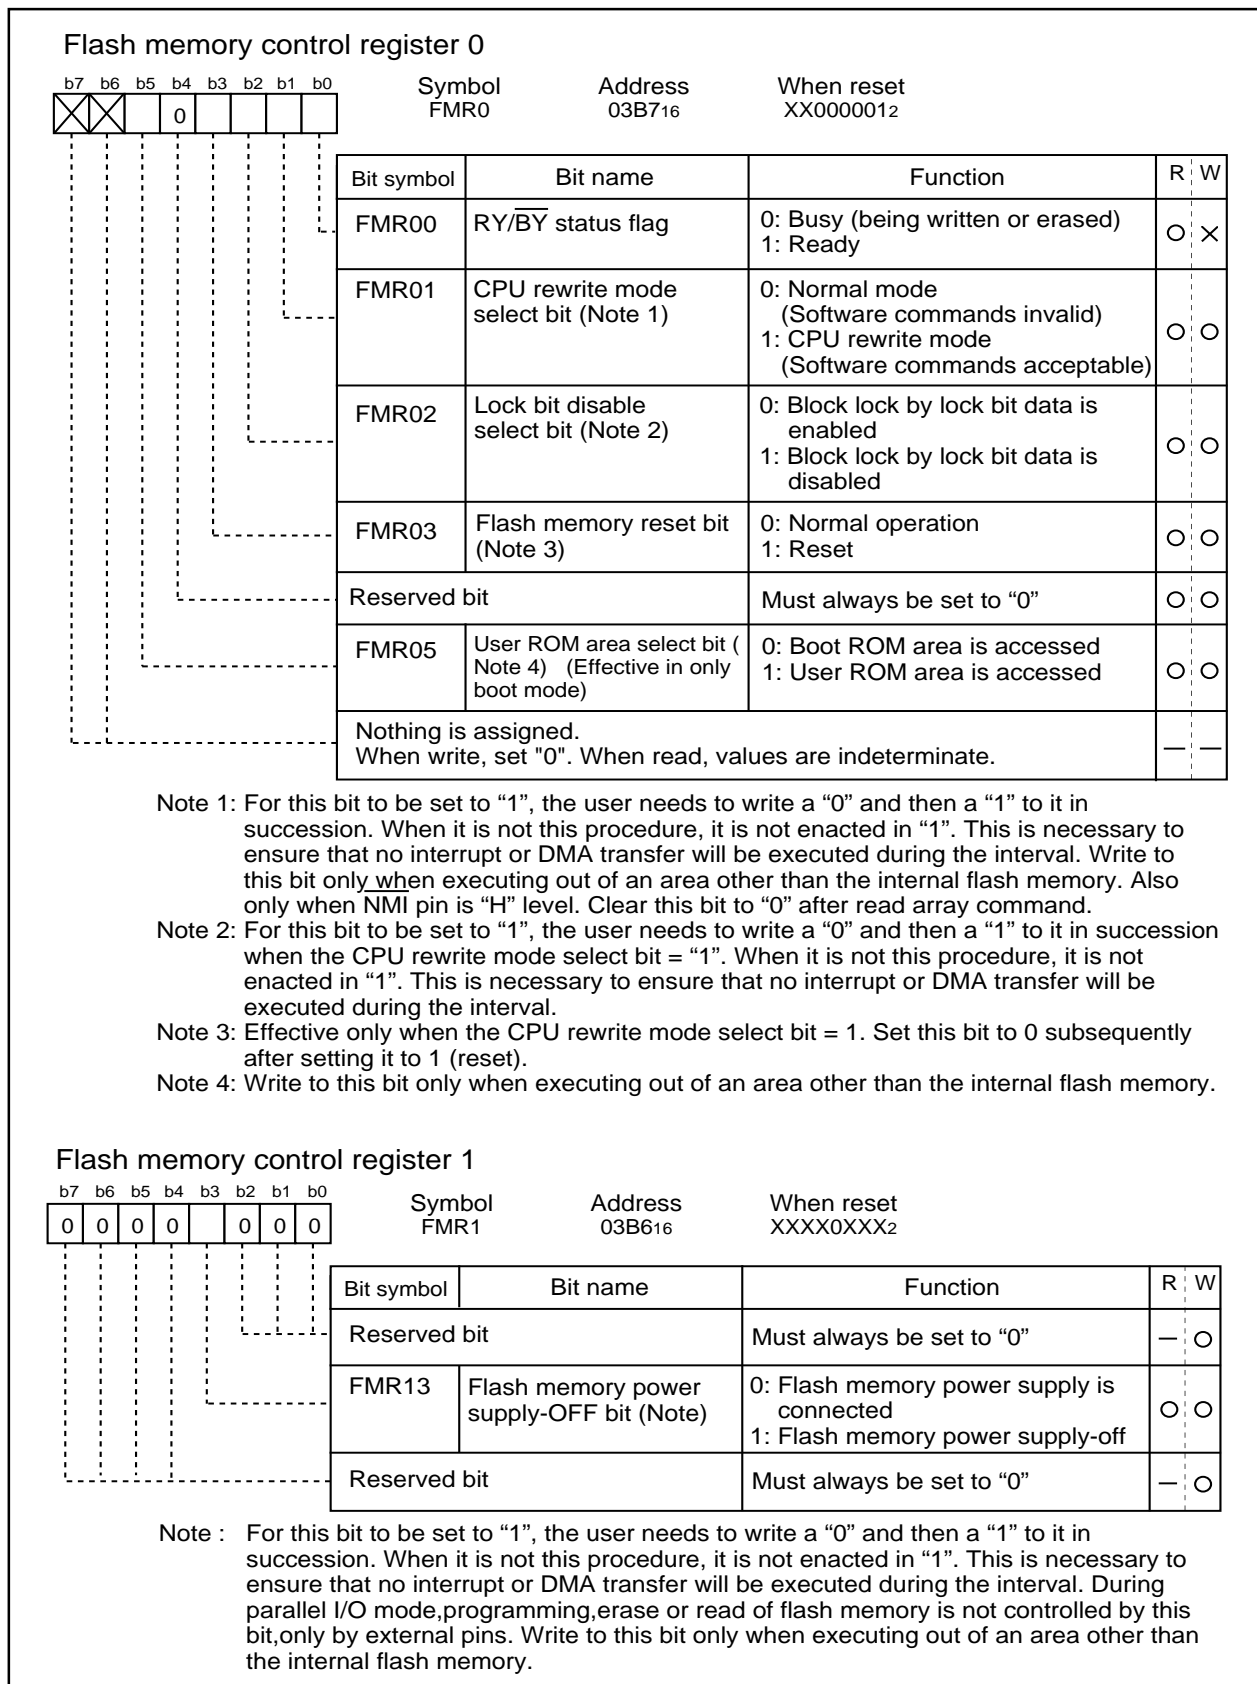 Flash memory control register 0
b7 b6 b5 b4 b3 b2 b1 b0
Symbol Address When reset
FMR0 03B716 XX0000012
0
Bit symbol Bit name Function R W
FMR00 RY/BY status flag 0: Busy (being written or erased)
1: Ready
FMR01 CPU rewrite mode 0: Normal mode
select bit (Note 1) (Software commands invalid)
1: CPU rewrite mode
(Software commands acceptable)
FMR02 Lock bit disable 0: Block lock by lock bit data is
select bit (Note 2) enabled
1: Block lock by lock bit data is
disabled
FMR03 Flash memory reset bit 0: Normal operation
(Note 3) 1: Reset
Reserved bit Must always be set to “0”
FMR05 User ROM area select bit ( 0: Boot ROM area is accessed
Note 4) (Effective in only 1: User ROM area is accessed
boot mode)
Nothing is assigned.
When write, set "0". When read, values are indeterminate.
Note 1: For this bit to be set to “1”, the user needs to write a “0” and then a “1” to it in
succession. When it is not this procedure, it is not enacted in “1”. This is necessary to
ensure that no interrupt or DMA transfer will be executed during the interval. Write to
this bit only when executing out of an area other than the internal flash memory. Also
only when NMI pin is “H” level. Clear this bit to “0” after read array command.
Note 2: For this bit to be set to “1”, the user needs to write a “0” and then a “1” to it in succession
when the CPU rewrite mode select bit = “1”. When it is not this procedure, it is not
enacted in “1”. This is necessary to ensure that no interrupt or DMA transfer will be
executed during the interval.
Note 3: Effective only when the CPU rewrite mode select bit = 1. Set this bit to 0 subsequently
after setting it to 1 (reset).
Note 4: Write to this bit only when executing out of an area other than the internal flash memory.
Flash memory control register 1
b7 b6 b5 b4 b3 b2 b1 b0
Symbol Address When reset
FMR1 03B616 XXXX0XXX2
0 0 0 0 0 0 0
Bit symbol Bit name Function R W
Reserved bit Must always be set to “0”
FMR13 Flash memory power 0: Flash memory power supply is
supply-OFF bit (Note) connected
1: Flash memory power supply-off
Reserved bit Must always be set to “0”
Note : For this bit to be set to “1”, the user needs to write a “0” and then a “1” to it in
succession. When it is not this procedure, it is not enacted in “1”. This is necessary to
ensure that no interrupt or DMA transfer will be executed during the interval. During
parallel I/O mode,programming,erase or read of flash memory is not controlled by this
bit,only by external pins. Write to this bit only when executing out of an area other than
the internal flash memory.